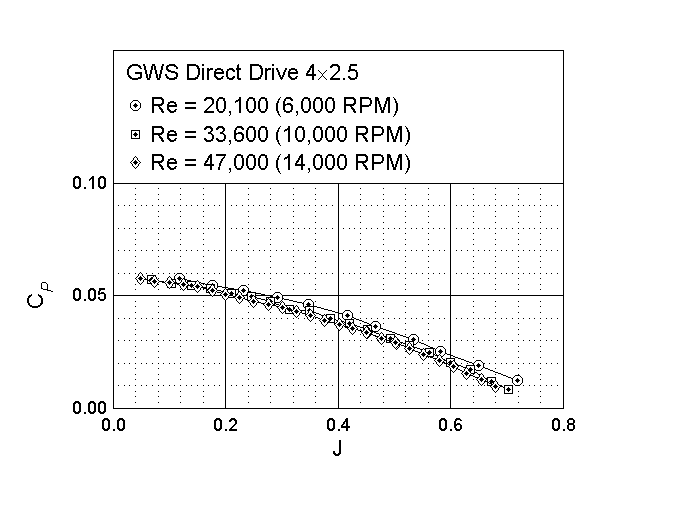 GWS Direct Drive 4×2.5
Re = 20,100 (6,000 RPM)
Re = 33,600 (10,000 RPM)
Re = 47,000 (14,000 RPM)
0.10
0.05
0.00
C_P
0.0 0.2 0.4 0.6 0.8
J